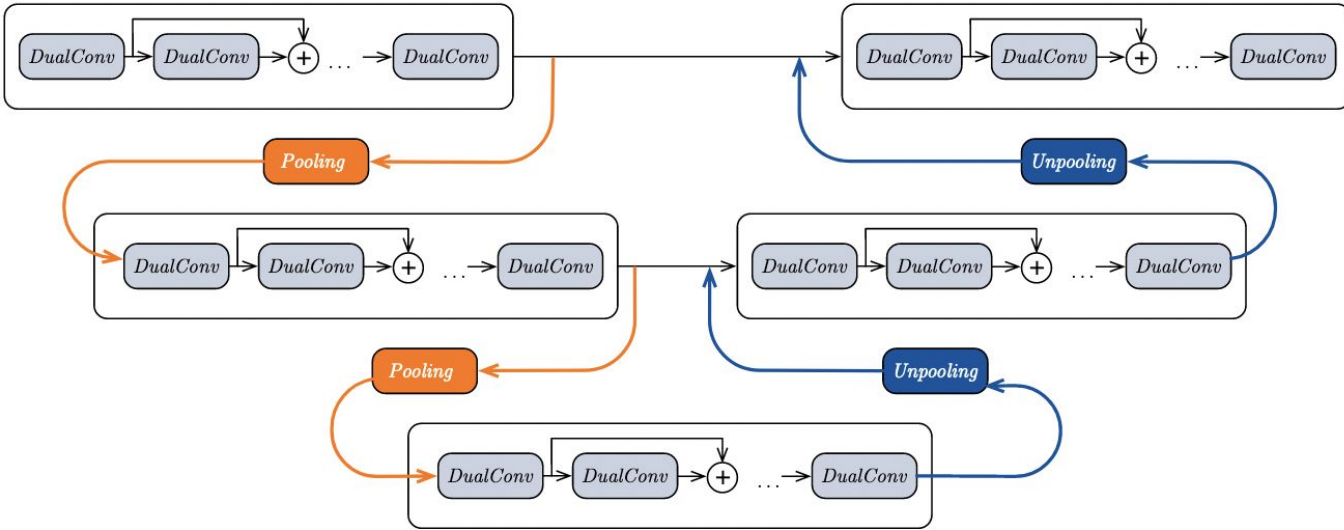 DualConv DualConv + ... DualConv DualConv DualConv + ... DualConv
Pooling Unpooling
DualConv DualConv + ... DualConv DualConv DualConv + ... DualConv
Pooling Unpooling
DualConv DualConv + ... DualConv